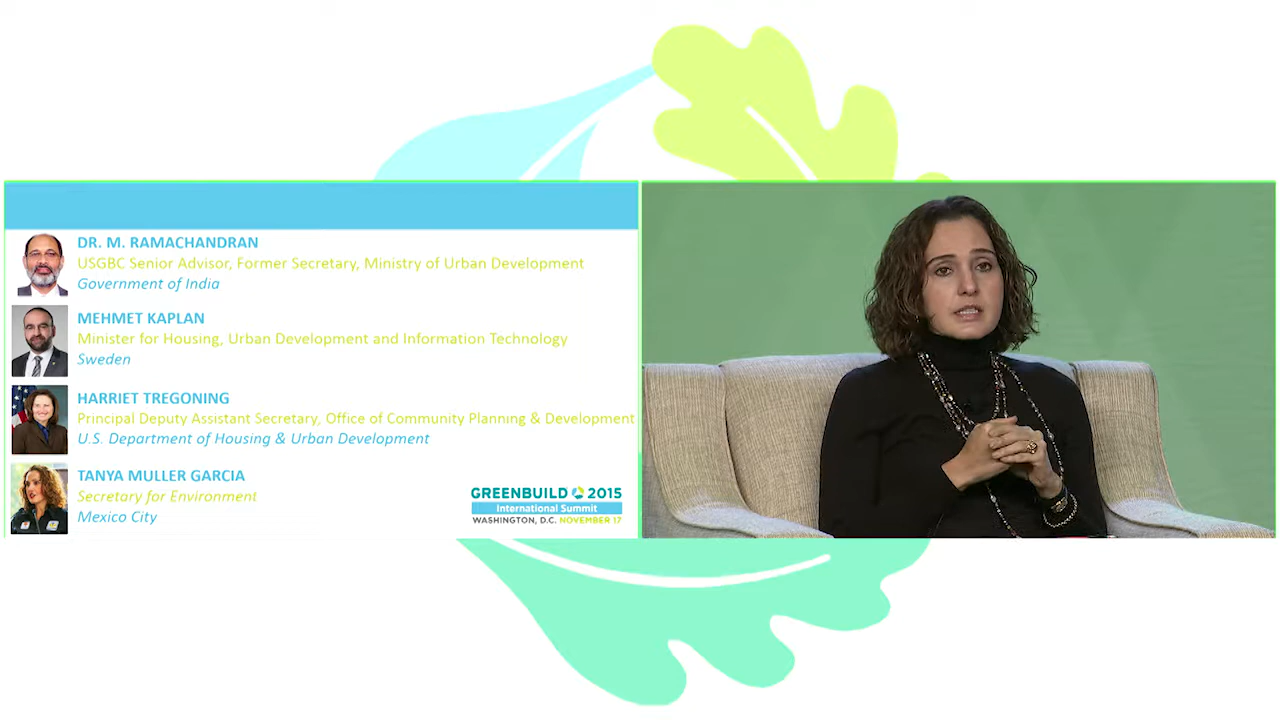 DR. M. RAMACHANDRAN
USGBC Senior Advisor, Former Secretary, Ministry of Urban Development
Government of India
MEHMET KAPLAN
Minister for Housing, Urban Development and Information Technology
Sweden
HARRIET TREGONING
Principal Deputy Assistant Secretary, Office of Community Planning & Development
U.S. Department of Housing & Urban Development
TANYA MULLER GARCIA
Secretary for Environment
Mexico City
GREENBUILD 2015
International Summit
WASHINGTON, D.C. NOVEMBER 17